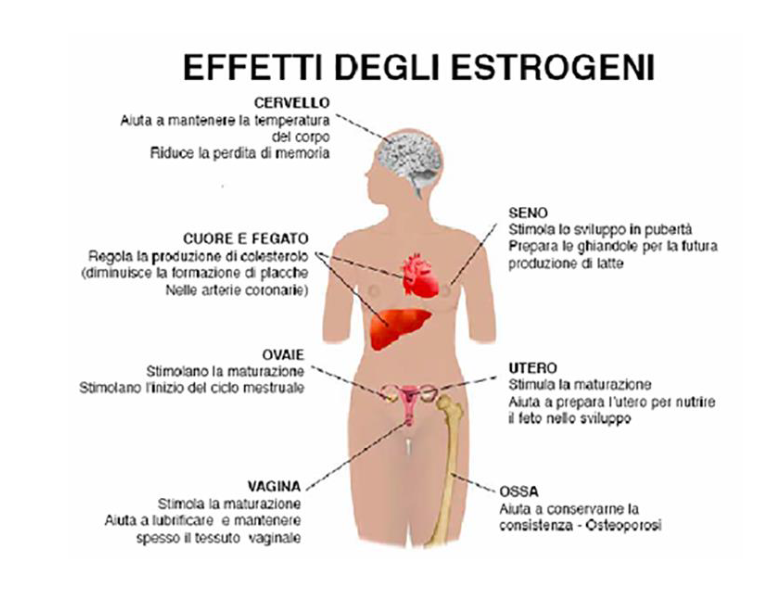 EFFETTI DEGLI ESTROGENI
CERVELLO
Aiuta a mantenere la temperatura
del corpo
Riduce la perdita di memoria
SENO
Stimola lo sviluppo in pubertà
Prepara le ghiandole per la futura
produzione di latte
CUORE E FEGATO
Regola la produzione di colesterolo
(diminuisce la formazione di placche
Nelle arterie coronarie)
OVAIE
Stimolano la maturazione
Stimolano l'inizio del ciclo mestruale
UTERO
Stimula la maturazione
Aiuta a prepara l'utero per nutrire
il feto nello sviluppo
VAGINA
Stimola la maturazione
Aiuta a lubrificare e mantenere
spesso il tessuto vaginale
OSSA
Aiuta a conservarne la
consistenza - Osteoporosi